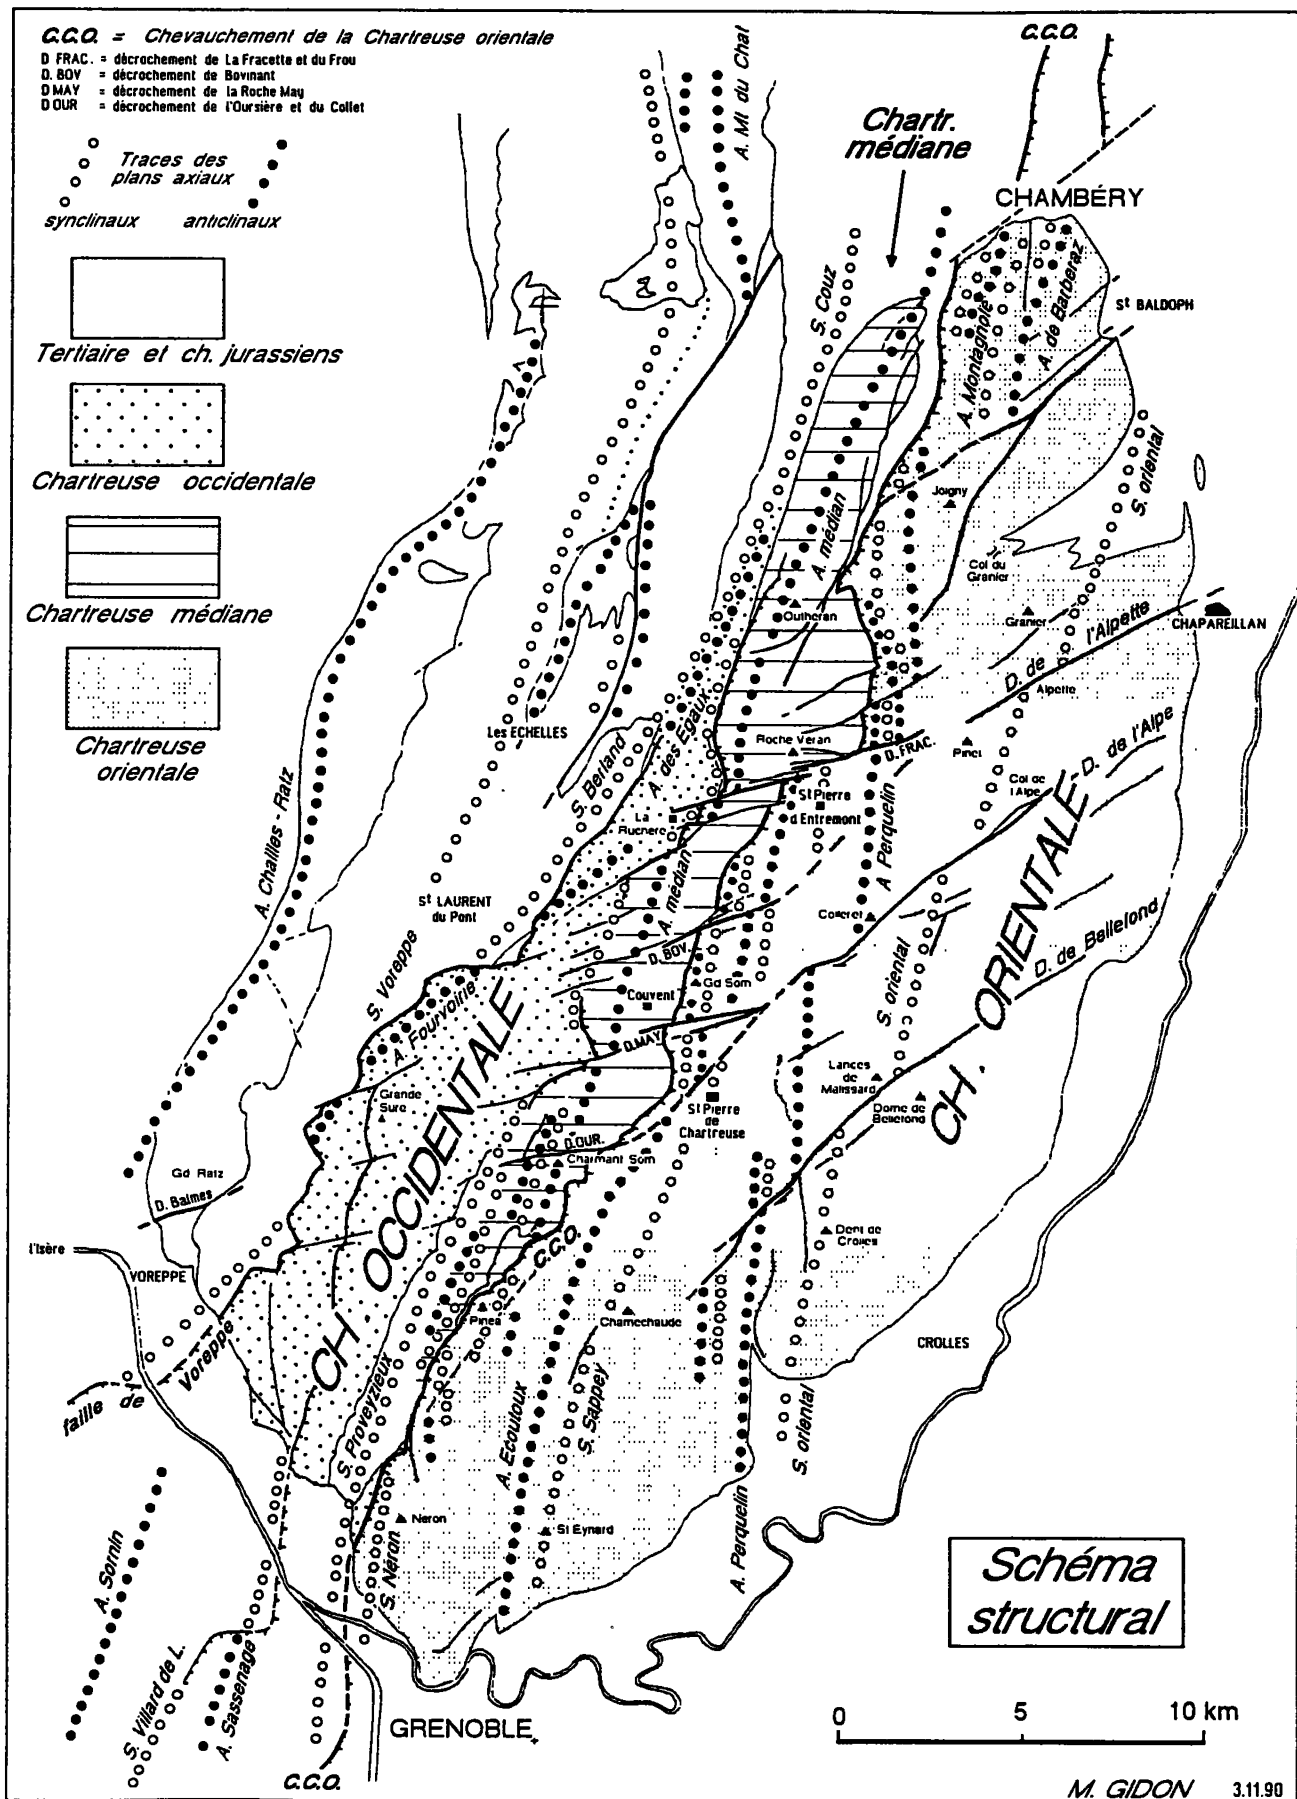 C.C.O. = Chevauchement de la Chartreuse orientale
D FRAC. = décrochement de La Fracette et du Frou
D. BOV = décrochement de Bovinant
D MAY = décrochement de la Roche May
D OUR = décrochement de l'Oursière et du Collet
Traces des
plans axiaux
synclinaux
anticlinaux
Tertiaire et ch. jurassiens
Chartreuse occidentale
Chartreuse médiane
Chartreuse
orientale
C.C.O.
A. Mt du Chat
Chartr.
médiane
CHAMBÉRY
S. Couz
A. Montagnole
A. de Barberaz
St BALDOPH
S. oriental
A. médian
Joigny
Col du
Granier
Granier
Outheran
D. de l'Alpette
CHAPAREILLAN
Alpette
Les ECHELLES
S. Berland
A. des Egaux
Roche Veran
D. FRAC.
Pinet
D. de l'Alpe
Col de
l'Alpe
A. Chailles - Ratz
St Pierre
d Entremont
La
Ruchere
A Perquelin
A. médian
St LAURENT
du Pont
Colleret
S. Voreppe
D. BOV.
S. oriental
D. de Bellefond
Gd Som
Couvent
A. Fourvoirie
D.MAY
CH. ORIENTALE
CH OCCIDENTALE
Lances
de
Malissard
Dome de
Bellefond
Grande
Sure
St Pierre
de
Chartreuse
D.OUR.
Charmant Som
Gd Ratz
D. Balmes
Dent de
Crolles
l'Isère
VOREPPE
C.C.O.
Pinea
Chamechaude
CROLLES
faille de Voreppe
S. Proveyzieux
A. Ecoutoux
S. Sappey
S. oriental
A. Perquelin
Neron
St Eynard
S. Néron
A. Sornin
S. Villard de L.
A. Sassenage
GRENOBLE
C.C.O.
Schéma
structural
0 5 10 km
M. GIDON 3.11.90